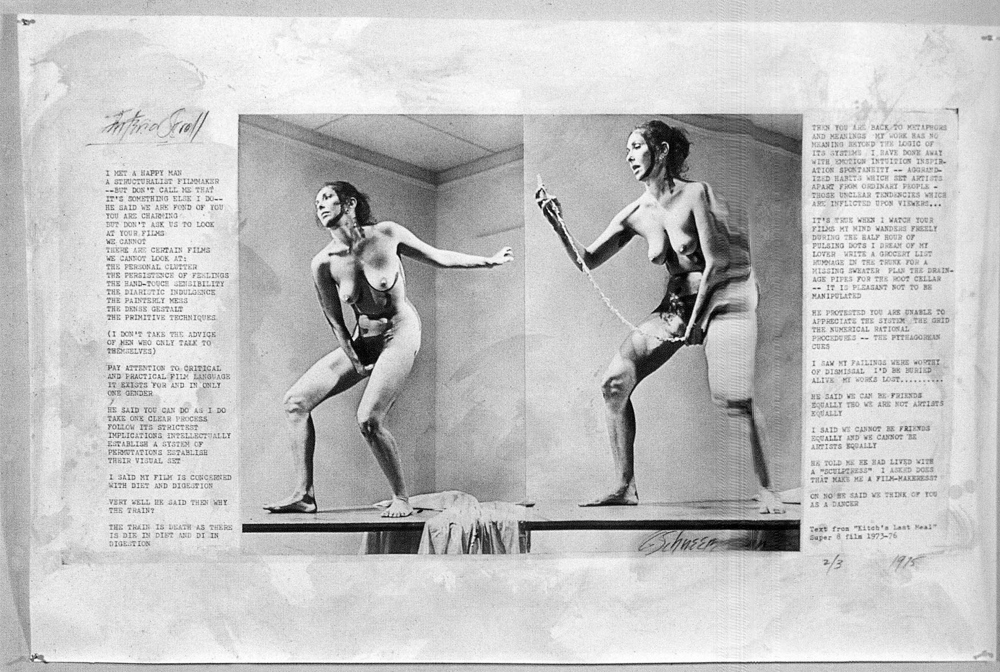 Interior Scroll
I MET A HAPPY MAN
A STRUCTURALIST FILMMAKER
--BUT DON'T CALL ME THAT
IT'S SOMETHING ELSE I DO--
HE SAID WE ARE FOND OF YOU
YOU ARE CHARMING
BUT DON'T ASK US TO LOOK
AT YOUR FILMS
WE CANNOT
THERE ARE CERTAIN FILMS
WE CANNOT LOOK AT:
THE PERSONAL CLUTTER
THE PERSISTENCE OF FEELINGS
THE HAND-TOUCH SENSIBILITY
THE DIARISTIC INDULGENCE
THE PAINTERLY MESS
THE DENSE GESTALT
THE PRIMITIVE TECHNIQUES
(I DON'T TAKE THE ADVICE
OF MEN WHO ONLY TALK TO
THEMSELVES)
PAY ATTENTION TO CRITICAL
AND PRACTICAL FILM LANGUAGE
IT EXISTS FOR AND IN ONLY
ONE GENDER
HE SAID YOU CAN DO AS I DO
TAKE ONE CLEAR PROCESS
FOLLOW ITS STRICTEST
IMPLICATIONS INTELLECTUALLY
ESTABLISH A SYSTEM OF
PERMUTATIONS ESTABLISH
THEIR VISUAL SET
I SAID MY FILM IS CONCERNED
WITH DIET AND DIGESTION
VERY WELL HE SAID THEN WHY
THE TRAIN?
THE TRAIN IS DEATH AS THERE
IS DIE IN DIET AND DI IN
DIGESTION
THEN YOU ARE BACK TO METAPHORS
AND MEANINGS MY WORK HAS NO
MEANING BEYOND THE LOGIC OF
ITS SYSTEMS I HAVE DONE AWAY
WITH EMOTION INTUITION INSPIR-
ATION SPONTANEITY -- AGGRAND-
IZED HABITS WHICH SET ARTISTS
APART FROM ORDINARY PEOPLE -
THOSE UNCLEAR TENDENCIES WHICH
ARE INFLICTED UPON VIEWERS...
IT'S TRUE WHEN I WATCH YOUR
FILMS MY MIND WANDERS FREELY
DURING THE HALF HOUR OF
PULSING DOTS I DREAM OF MY
LOVER WRITE A GROCERY LIST
RUMMAGE IN THE TRUNK FOR A
MISSING SWEATER PLAN THE DRAIN-
AGE PIPES FOR THE ROOT CELLAR
-- IT IS PLEASANT NOT TO BE
MANIPULATED
HE PROTESTED YOU ARE UNABLE TO
APPRECIATE THE SYSTEM THE GRID
THE NUMERICAL RATIONAL
PROCEDURES -- THE PYTHAGOREAN
CUES
I SAW MY FAILINGS WERE WORTHY
OF DISMISSAL I'D BE BURIED
ALIVE MY WORKS LOST..........
HE SAID WE CAN BE FRIENDS
EQUALLY THO WE ARE NOT ARTISTS
EQUALLY
I SAID WE CANNOT BE FRIENDS
EQUALLY AND WE CANNOT BE
ARTISTS EQUALLY
HE TOLD ME HE HAD LIVED WITH
A "SCULPTRESS" I ASKED DOES
THAT MAKE ME A FILM-MAKERESS?
OH NO HE SAID WE THINK OF YOU
AS A DANCER
Text from "Kitch's Last Meal"
Super 8 film 1973-76
2/3 1975